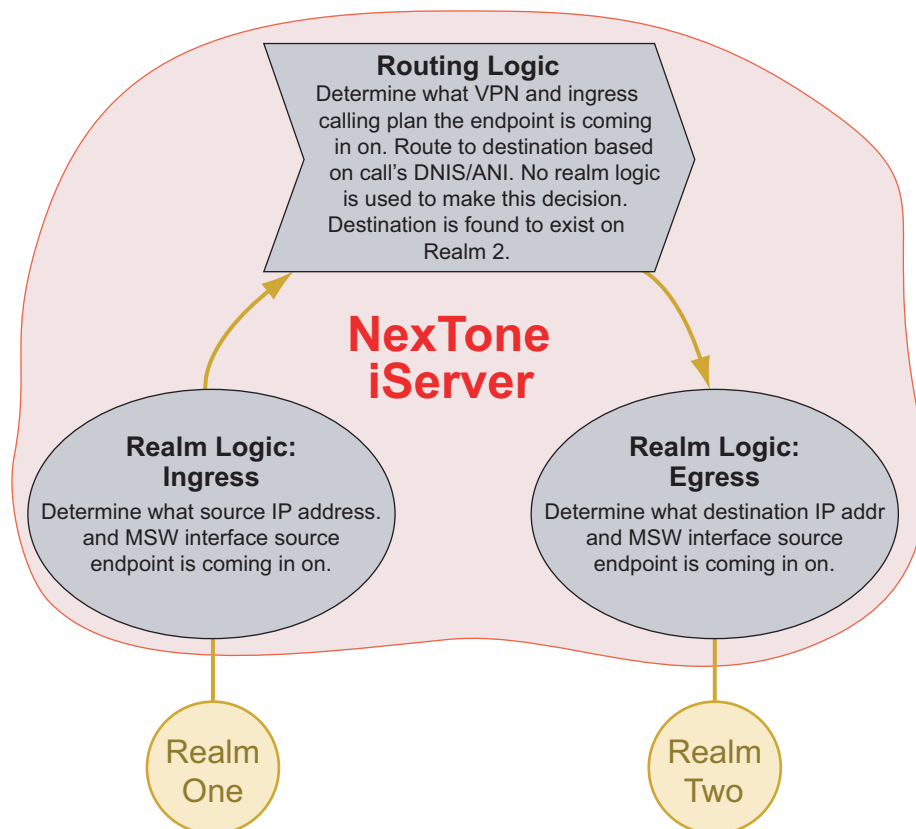 Routing Logic
Determine what VPN and ingress
calling plan the endpoint is coming
in on. Route to destination based
on call's DNIS/ANI. No realm logic
is used to make this decision.
Destination is found to exist on
Realm 2.
NexTone
iServer
Realm Logic:
Ingress
Determine what source IP address.
and MSW interface source
endpoint is coming in on.
Realm Logic:
Egress
Determine what destination IP addr
and MSW interface source
endpoint is coming in on.
Realm
One
Realm
Two